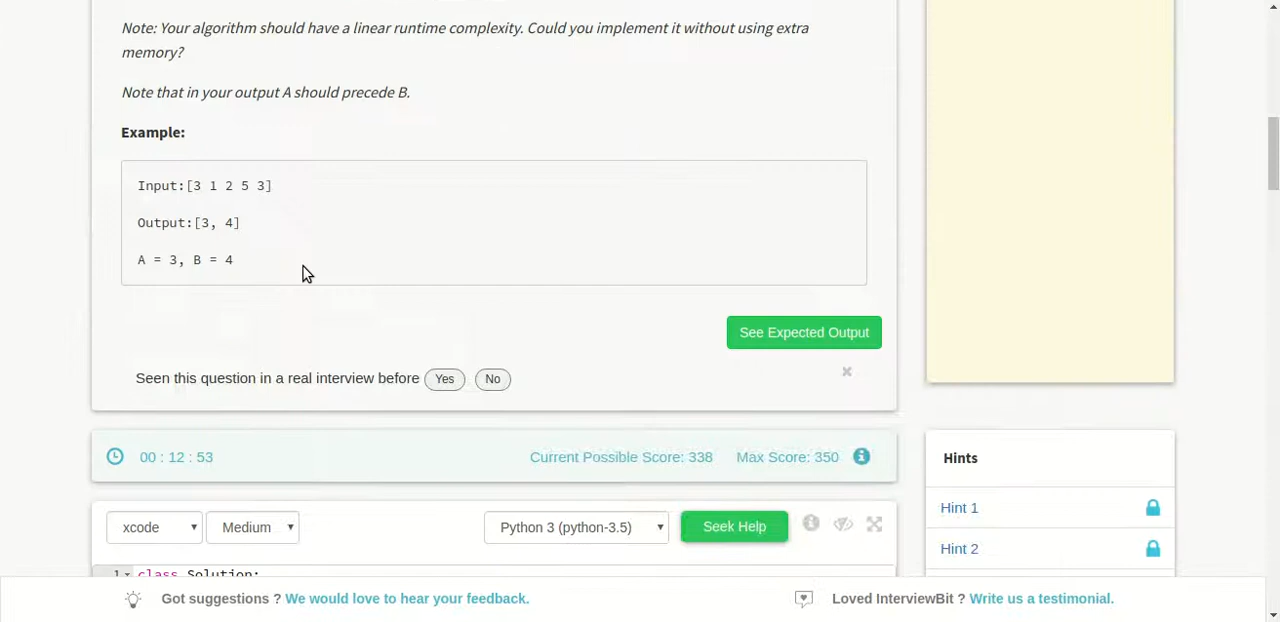 Note: Your algorithm should have a linear runtime complexity. Could you implement it without using extra
memory?
Note that in your output A should precede B.
Example:
Input:[3 1 2 5 3]
Output:[3, 4]
A = 3, B = 4
See Expected Output
Seen this question in a real interview before Yes No
00 : 12 : 53 Current Possible Score: 338 Max Score: 350
Hints
xcode Medium Python 3 (python-3.5) Seek Help
Hint 1
Hint 2
1 class Solution:
Got suggestions ? We would love to hear your feedback. Loved InterviewBit ? Write us a testimonial.